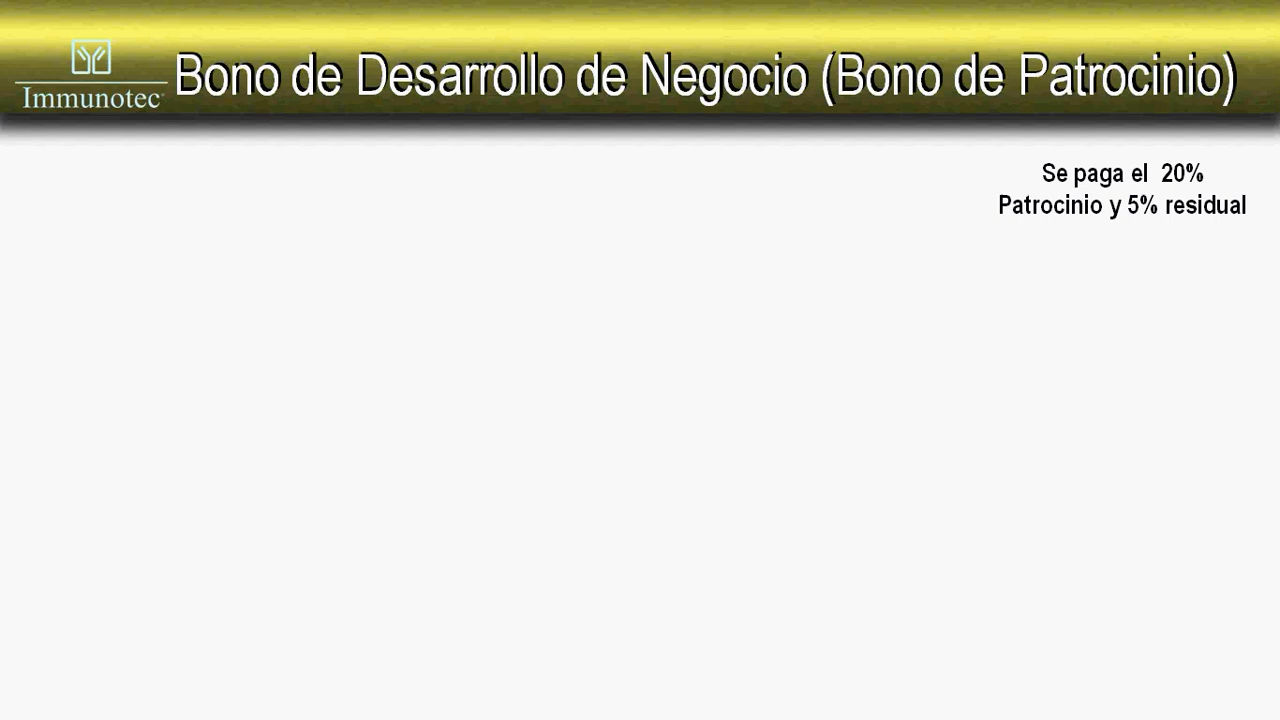 Bono de Desarrollo de Negocio (Bono de Patrocinio)
Immunotec
Se paga el 20%
Patrocinio y 5% residual